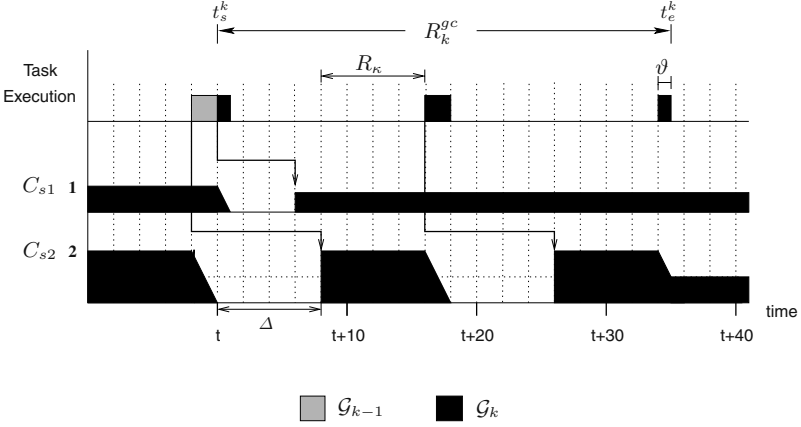 t_s^k t_e^k
R_k^{gc}
Task
Execution
R_κ
ϑ
C_{s1} 1
C_{s2} 2
Δ
time
t t+10 t+20 t+30 t+40
𝒢_{k−1} 𝒢_k